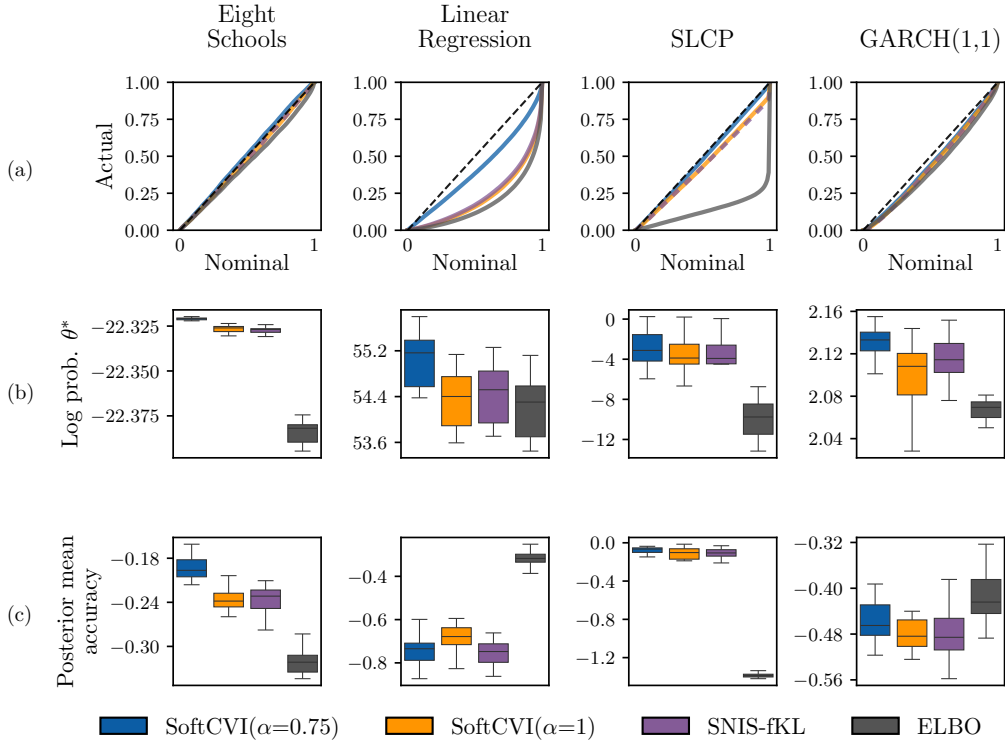 Eight
Schools
Linear
Regression
SLCP
GARCH(1,1)
(a)
Actual
1.00
0.75
0.50
0.25
0.00
0
1
Nominal
1.00
0.75
0.50
0.25
0.00
0
1
Nominal
1.00
0.75
0.50
0.25
0.00
0
1
Nominal
1.00
0.75
0.50
0.25
0.00
0
1
Nominal
(b)
Log prob. θ*
−22.325
−22.350
−22.375
55.2
54.4
53.6
0
−4
−8
−12
2.16
2.12
2.08
2.04
(c)
Posterior mean
accuracy
−0.18
−0.24
−0.30
−0.4
−0.6
−0.8
0.0
−0.4
−0.8
−1.2
−0.32
−0.40
−0.48
−0.56
SoftCVI(α=0.75)
SoftCVI(α=1)
SNIS-fKL
ELBO